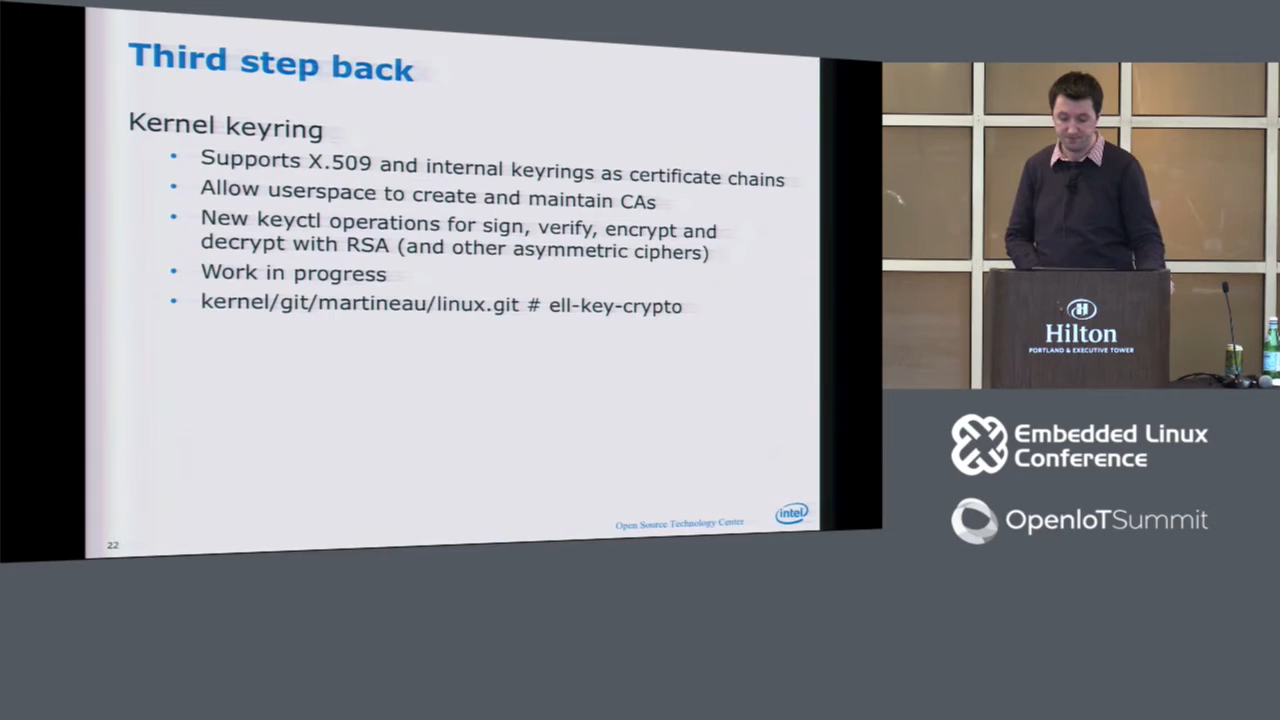 Third step back
Kernel keyring
• Supports X.509 and internal keyrings as certificate chains
• Allow userspace to create and maintain CAs
• New keyctl operations for sign, verify, encrypt and
decrypt with RSA (and other asymmetric ciphers)
• Work in progress
• kernel/git/martineau/linux.git # ell-key-crypto
Open Source Technology Center
intel
22
H
Hilton
PORTLAND & EXECUTIVE TOWER
Embedded Linux
Conference
OpenIoTSummit